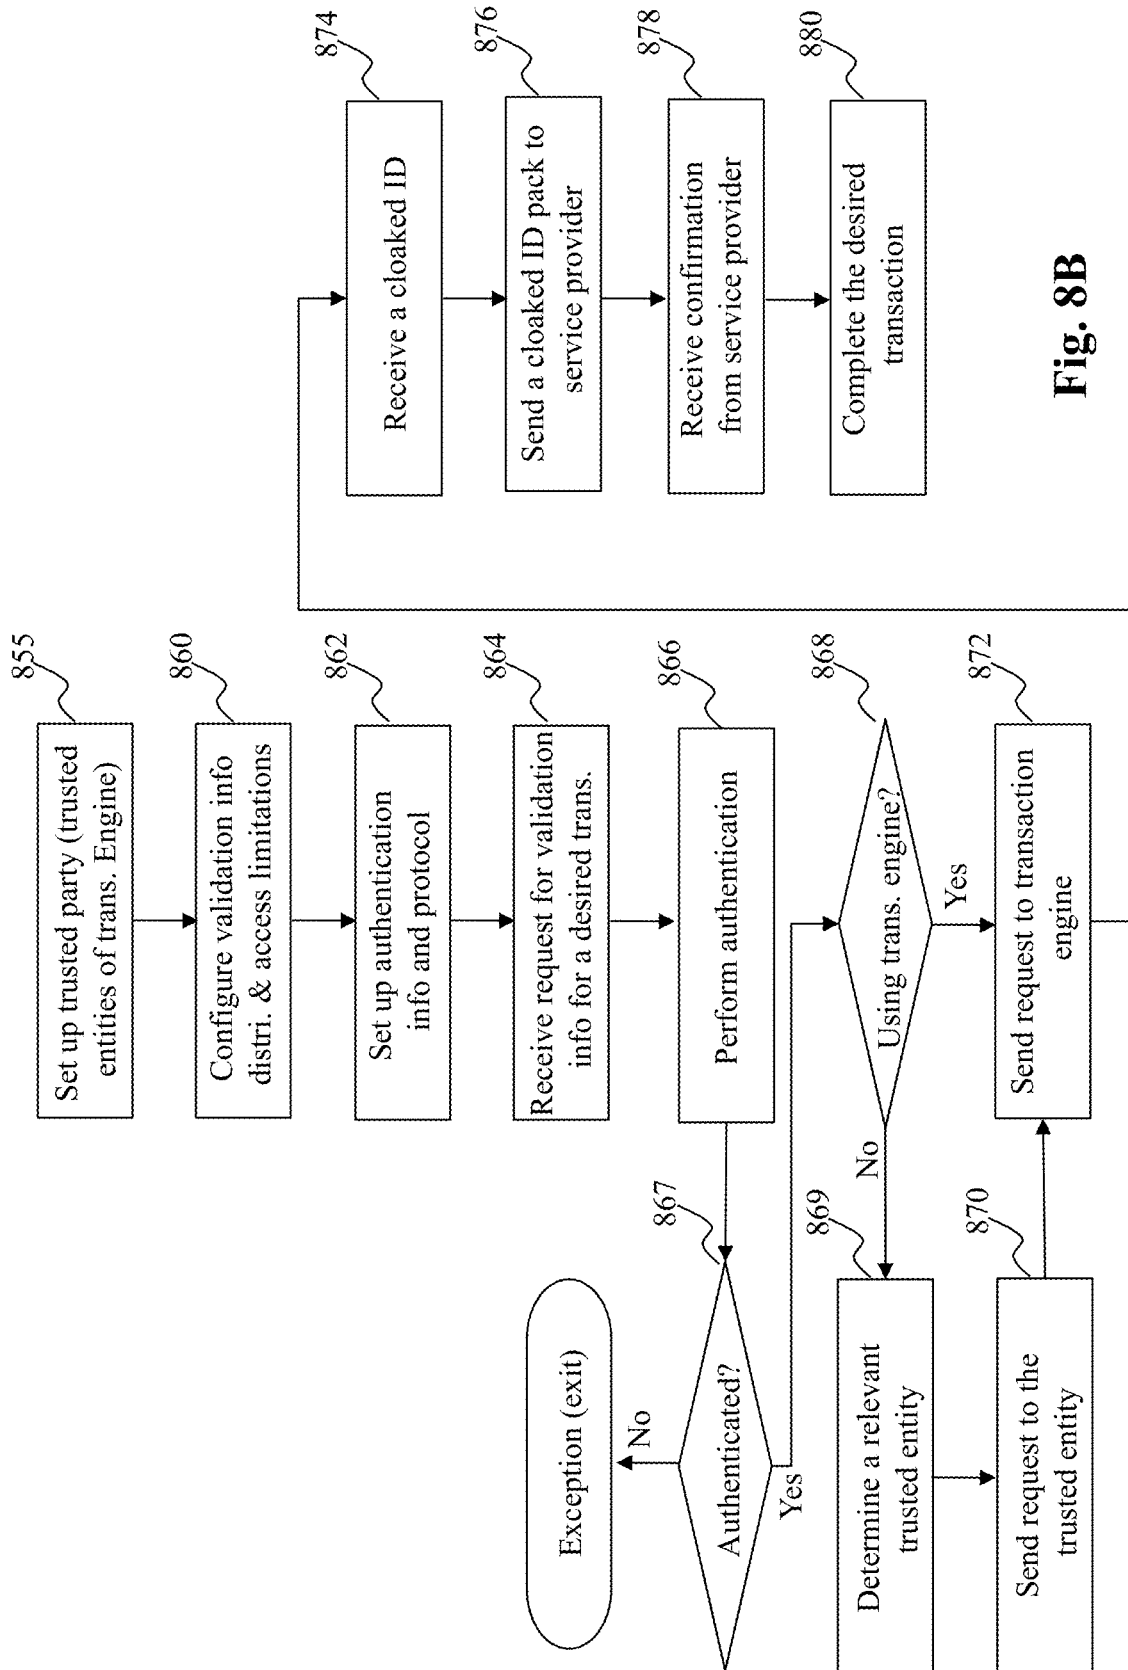 855
Set up trusted party (trusted
entities of trans. Engine)
860
Configure validation info
distri. & access limitations
862
Set up authentication
info and protocol
864
Receive request for validation
info for a desired trans.
866
Perform authentication
867
Authenticated?
No
Exception (exit)
Yes
868
Using trans. engine?
No
Yes
869
Determine a relevant
trusted entity
870
Send request to the
trusted entity
872
Send request to transaction
engine
874
Receive a cloaked ID
876
Send a cloaked ID pack to
service provider
878
Receive confirmation
from service provider
880
Complete the desired
transaction
Fig. 8B